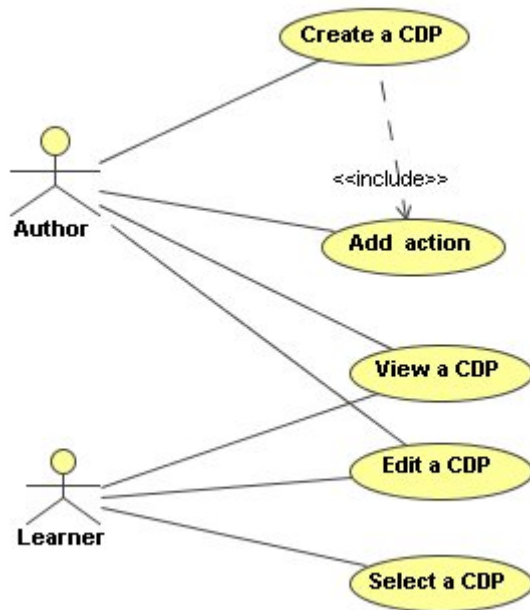 Create a CDP
<<include>>
Author
Add action
View a CDP
Edit a CDP
Learner
Select a CDP